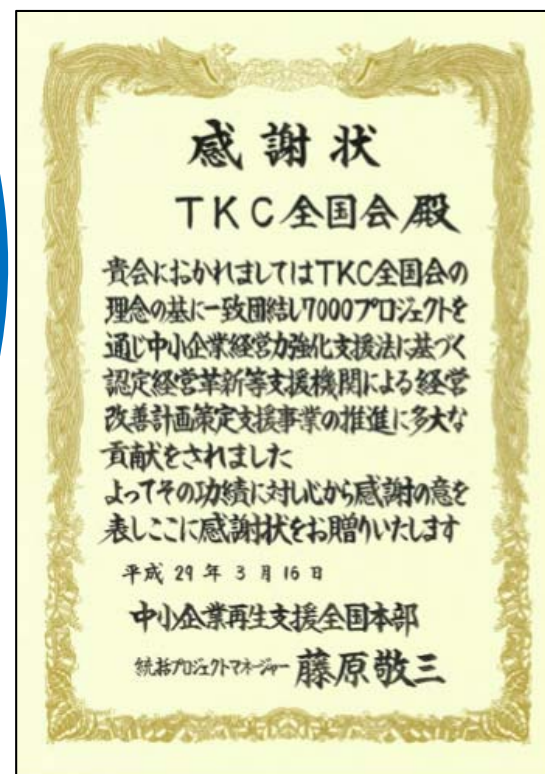 感謝状
TKC全国会殿
貴会におかれましてはTKC全国会の
理念の基に一致団結し7000プロジェクトを
通じ中小企業経営力強化支援法に基づく
認定経営革新等支援機関による経営
改善計画策定支援事業の推進に多大な
貢献をされました
よってその功績に対し心から感謝の意を
表しここに感謝状をお贈りいたします
平成29年3月16日
中小企業再生支援全国本部
統括プロジェクトマネージャー 藤原敬三